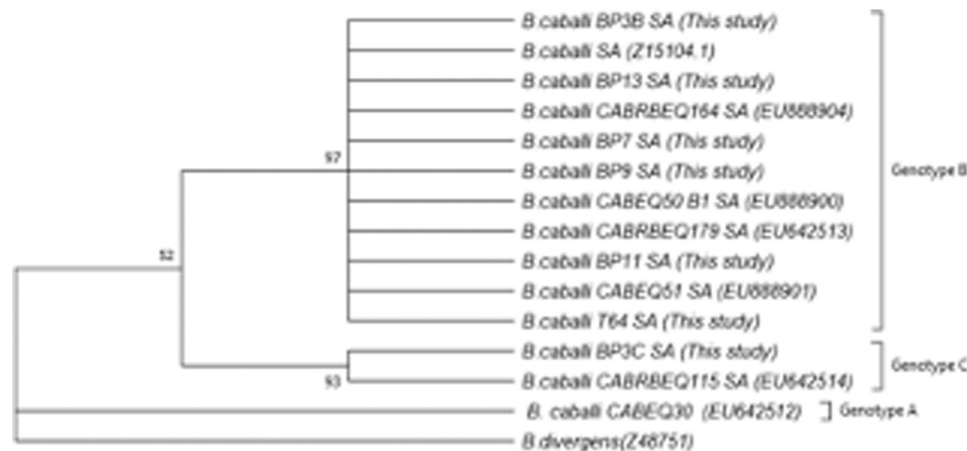 B.caballi BP3B SA (This study)
B.caballi SA (Z15104.1)
B.caballi BP13 SA (This study)
B.caballi CABRBEQ164 SA (EU888904)
97
B.caballi BP7 SA (This study)
B.caballi BP9 SA (This study)
Genotype B
B.caballi CABEQ50 B1 SA (EU888900)
B.caballi CABRBEQ179 SA (EU642513)
52
B.caballi BP11 SA (This study)
B.caballi CABEQ51 SA (EU888901)
B.caballi T64 SA (This study)
B.caballi BP3C SA (This study)
Genotype C
93
B.caballi CABRBEQ115 SA (EU642514)
B. caballi CABEQ30 (EU642512)
Genotype A
B.divergens(Z48751)